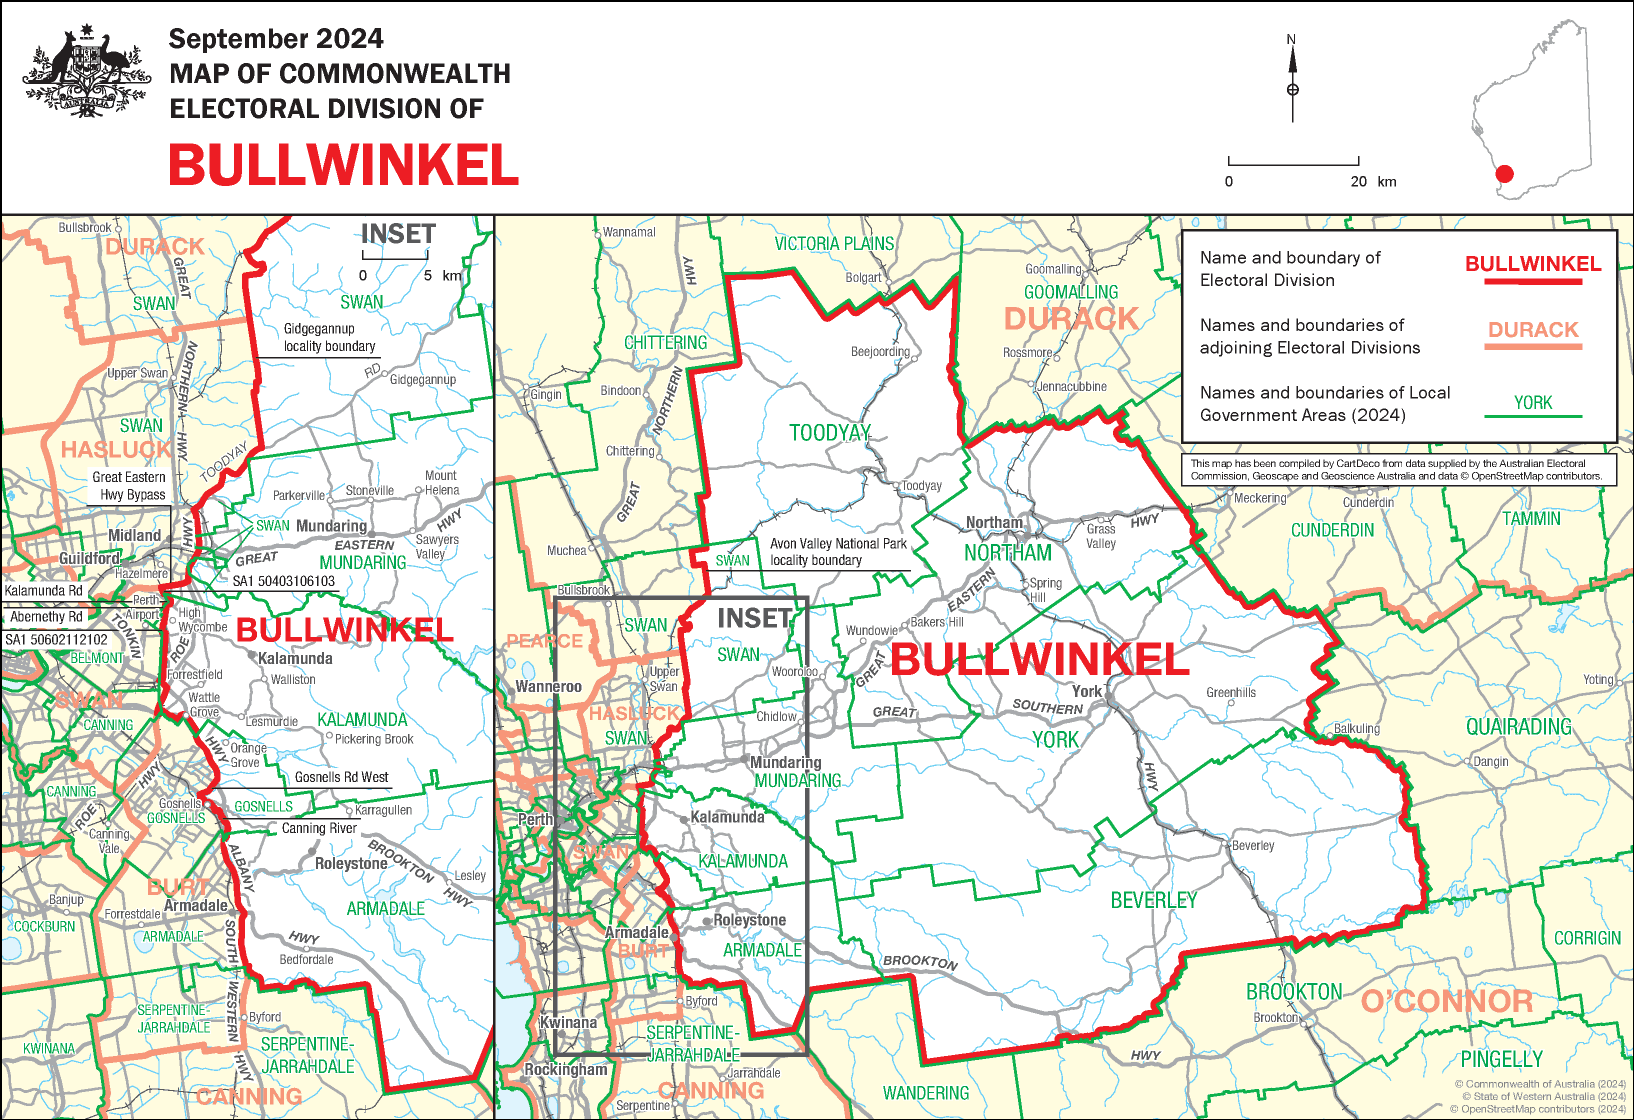 AUSTRALIA
September 2024
MAP OF COMMONWEALTH
ELECTORAL DIVISION OF
BULLWINKEL
N
0 20 km
INSET
0 5 km
Bullsbrook
DURACK
GREAT
SWAN
SWAN
Gidgegannup
locality boundary
NORTHERN
HWY
Upper Swan
RD
Gidgegannup
SWAN
HASLUCK
TOODYAY
Great Eastern
Hwy Bypass
Mount
Helena
Parkerville
Stoneville
SWAN
Mundaring
HWY
HWY
Midland
GREAT
EASTERN
Sawyers
Valley
Guildford
MUNDARING
Hazelmere
SA1 50403106103
Kalamunda Rd
Perth
Airport
Abernethy Rd
High
Wycombe
TONKIN
BULLWINKEL
SA1 50602112102
ROE
BELMONT
Kalamunda
Forrestfield
Walliston
SWAN
Wattle
Grove
CANNING
Lesmurdie
KALAMUNDA
Pickering Brook
HWY
Orange
Grove
HWY
Gosnells Rd West
CANNING
Gosnells
GOSNELLS
GOSNELLS
Karragullen
ROE
Canning
Vale
Canning River
ALBANY
Roleystone
BROOKTON
HWY
Lesley
BURT
Banjup
Armadale
Forrestdale
ARMADALE
COCKBURN
ARMADALE
SOUTH
WESTERN
HWY
HWY
Bedfordale
SERPENTINE-
JARRAHDALE
Byford
KWINANA
SERPENTINE-
JARRAHDALE
CANNING
Wannamal
VICTORIA PLAINS
HWY
Bolgart
Goomalling
GOOMALLING
DURACK
CHITTERING
Beejoording
Rossmore
Gingin
Bindoon
NORTHERN
Jennacubbine
TOODYAY
Chittering
GREAT
Toodyay
Meckering
Cunderdin
Northam
Grass
Valley
HWY
CUNDERDIN
TAMMIN
Muchea
Avon Valley National Park
locality boundary
NORTHAM
SWAN
Bullsbrook
EASTERN
Spring
Hill
INSET
PEARCE
SWAN
SWAN
Wundowie
Bakers Hill
BULLWINKEL
GREAT
Upper
Swan
Wooroloo
Wanneroo
York
Greenhills
Yoting
HASLUCK
Chidlow
GREAT
SOUTHERN
SWAN
YORK
Balkuling
QUAIRADING
Mundaring
MUNDARING
HWY
Dangin
Perth
Kalamunda
SWAN
KALAMUNDA
Beverley
BEVERLEY
Roleystone
Armadale
BURT
ARMADALE
CORRIGIN
BROOKTON
BROOKTON
O'CONNOR
Byford
Brookton
Kwinana
SERPENTINE-
JARRAHDALE
HWY
PINGELLY
Rockingham
Jarrahdale
CANNING
WANDERING
Serpentine
Name and boundary of
Electoral Division
BULLWINKEL
Names and boundaries of
adjoining Electoral Divisions
DURACK
Names and boundaries of Local
Government Areas (2024)
YORK
This map has been compiled by CartDeco from data supplied by the Australian Electoral
Commission, Geoscape and Geoscience Australia and data © OpenStreetMap contributors.
© Commonwealth of Australia (2024)
© State of Western Australia (2024)
© OpenStreetMap contributors (2024)